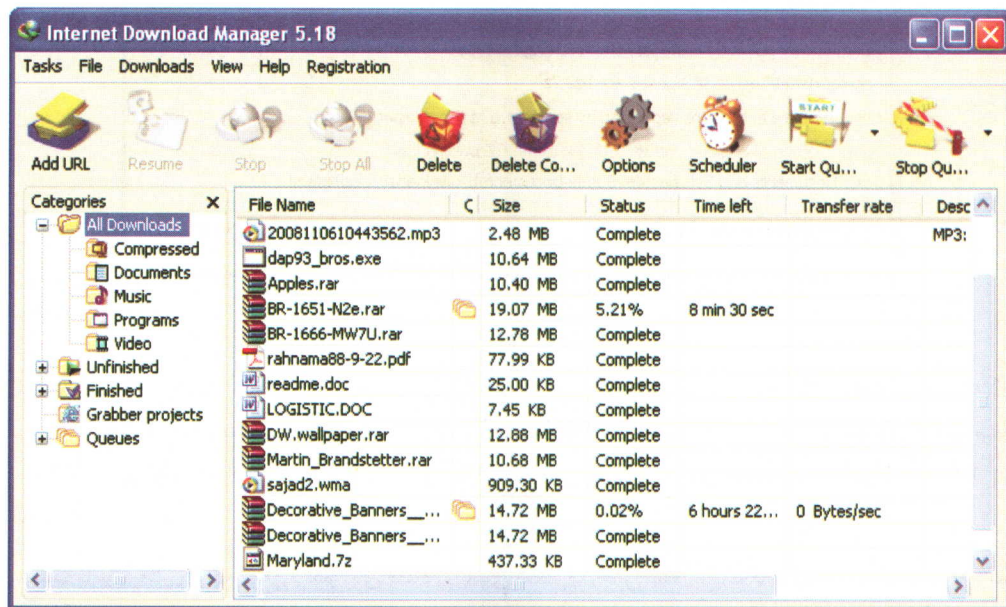 Internet Download Manager 5.18
Tasks File Downloads View Help Registration
START
Add URL Resume Stop Stop All Delete Delete Co... Options Scheduler Start Qu... Stop Qu...
Categories
All Downloads
Compressed
Documents
Music
Programs
Video
Unfinished
Finished
Grabber projects
Queues
File Name Size Status Time left Transfer rate Desc
2008110610443562.mp3 2.48 MB Complete MP3:
dap93_bros.exe 10.64 MB Complete
Apples.rar 10.40 MB Complete
BR-1651-N2e.rar 19.07 MB 5.21% 8 min 30 sec
BR-1666-MW7U.rar 12.78 MB Complete
rahnama88-9-22.pdf 77.99 KB Complete
readme.doc 25.00 KB Complete
LOGISTIC.DOC 7.45 KB Complete
DW.wallpaper.rar 12.88 MB Complete
Martin_Brandstetter.rar 10.68 MB Complete
sajad2.wma 909.30 KB Complete
Decorative_Banners__... 14.72 MB 0.02% 6 hours 22... 0 Bytes/sec
Decorative_Banners__... 14.72 MB Complete
Maryland.7z 437.33 KB Complete